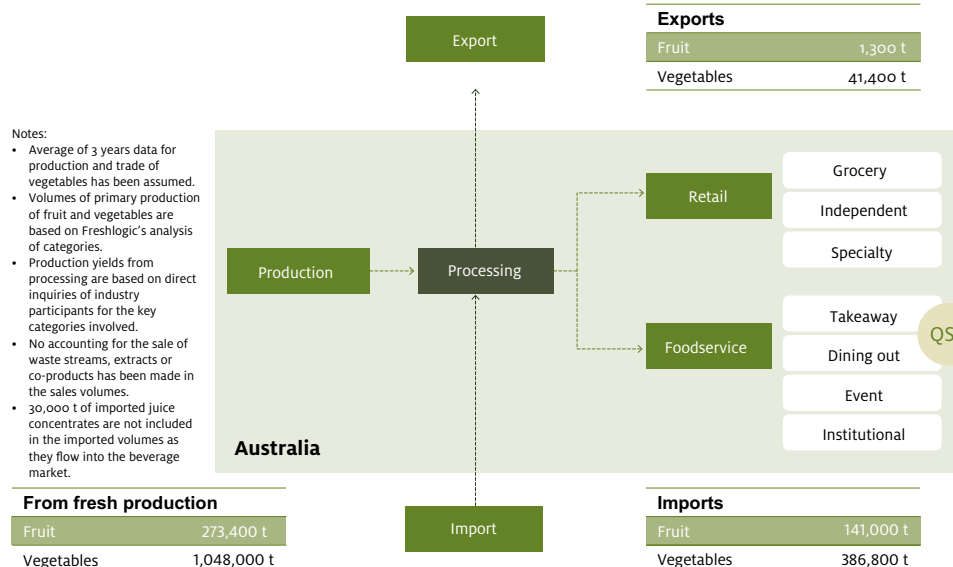 Export
Exports
Fruit 1,300 t
Vegetables 41,400 t
Notes:
• Average of 3 years data for
production and trade of
vegetables has been assumed.
• Volumes of primary production
of fruit and vegetables are
based on Freshlogic's analysis
of categories.
• Production yields from
processing are based on direct
inquiries of industry
participants for the key
categories involved.
• No accounting for the sale of
waste streams, extracts or
co-products has been made in
the sales volumes.
• 30,000 t of imported juice
concentrates are not included
in the imported volumes as
they flow into the beverage
market.
Production
Processing
Retail
Grocery
Independent
Specialty
Foodservice
Takeaway
QS
Dining out
Event
Institutional
Australia
From fresh production
Fruit 273,400 t
Vegetables 1,048,000 t
Import
Imports
Fruit 141,000 t
Vegetables 386,800 t